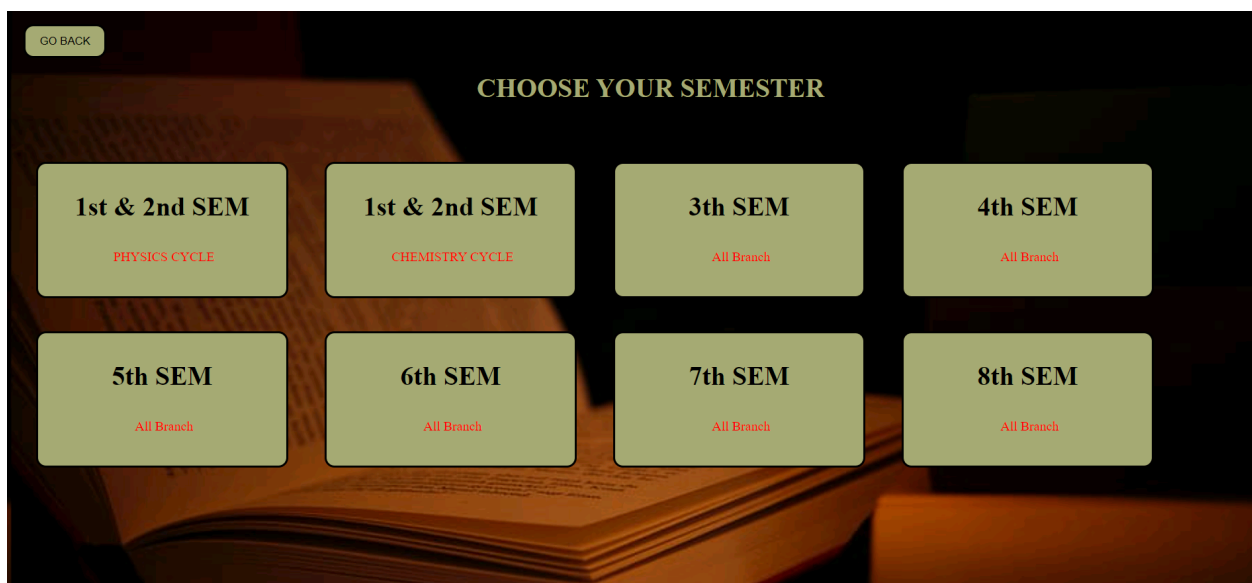 GO BACK
CHOOSE YOUR SEMESTER
1st & 2nd SEM
PHYSICS CYCLE
1st & 2nd SEM
CHEMISTRY CYCLE
3th SEM
All Branch
4th SEM
All Branch
5th SEM
All Branch
6th SEM
All Branch
7th SEM
All Branch
8th SEM
All Branch